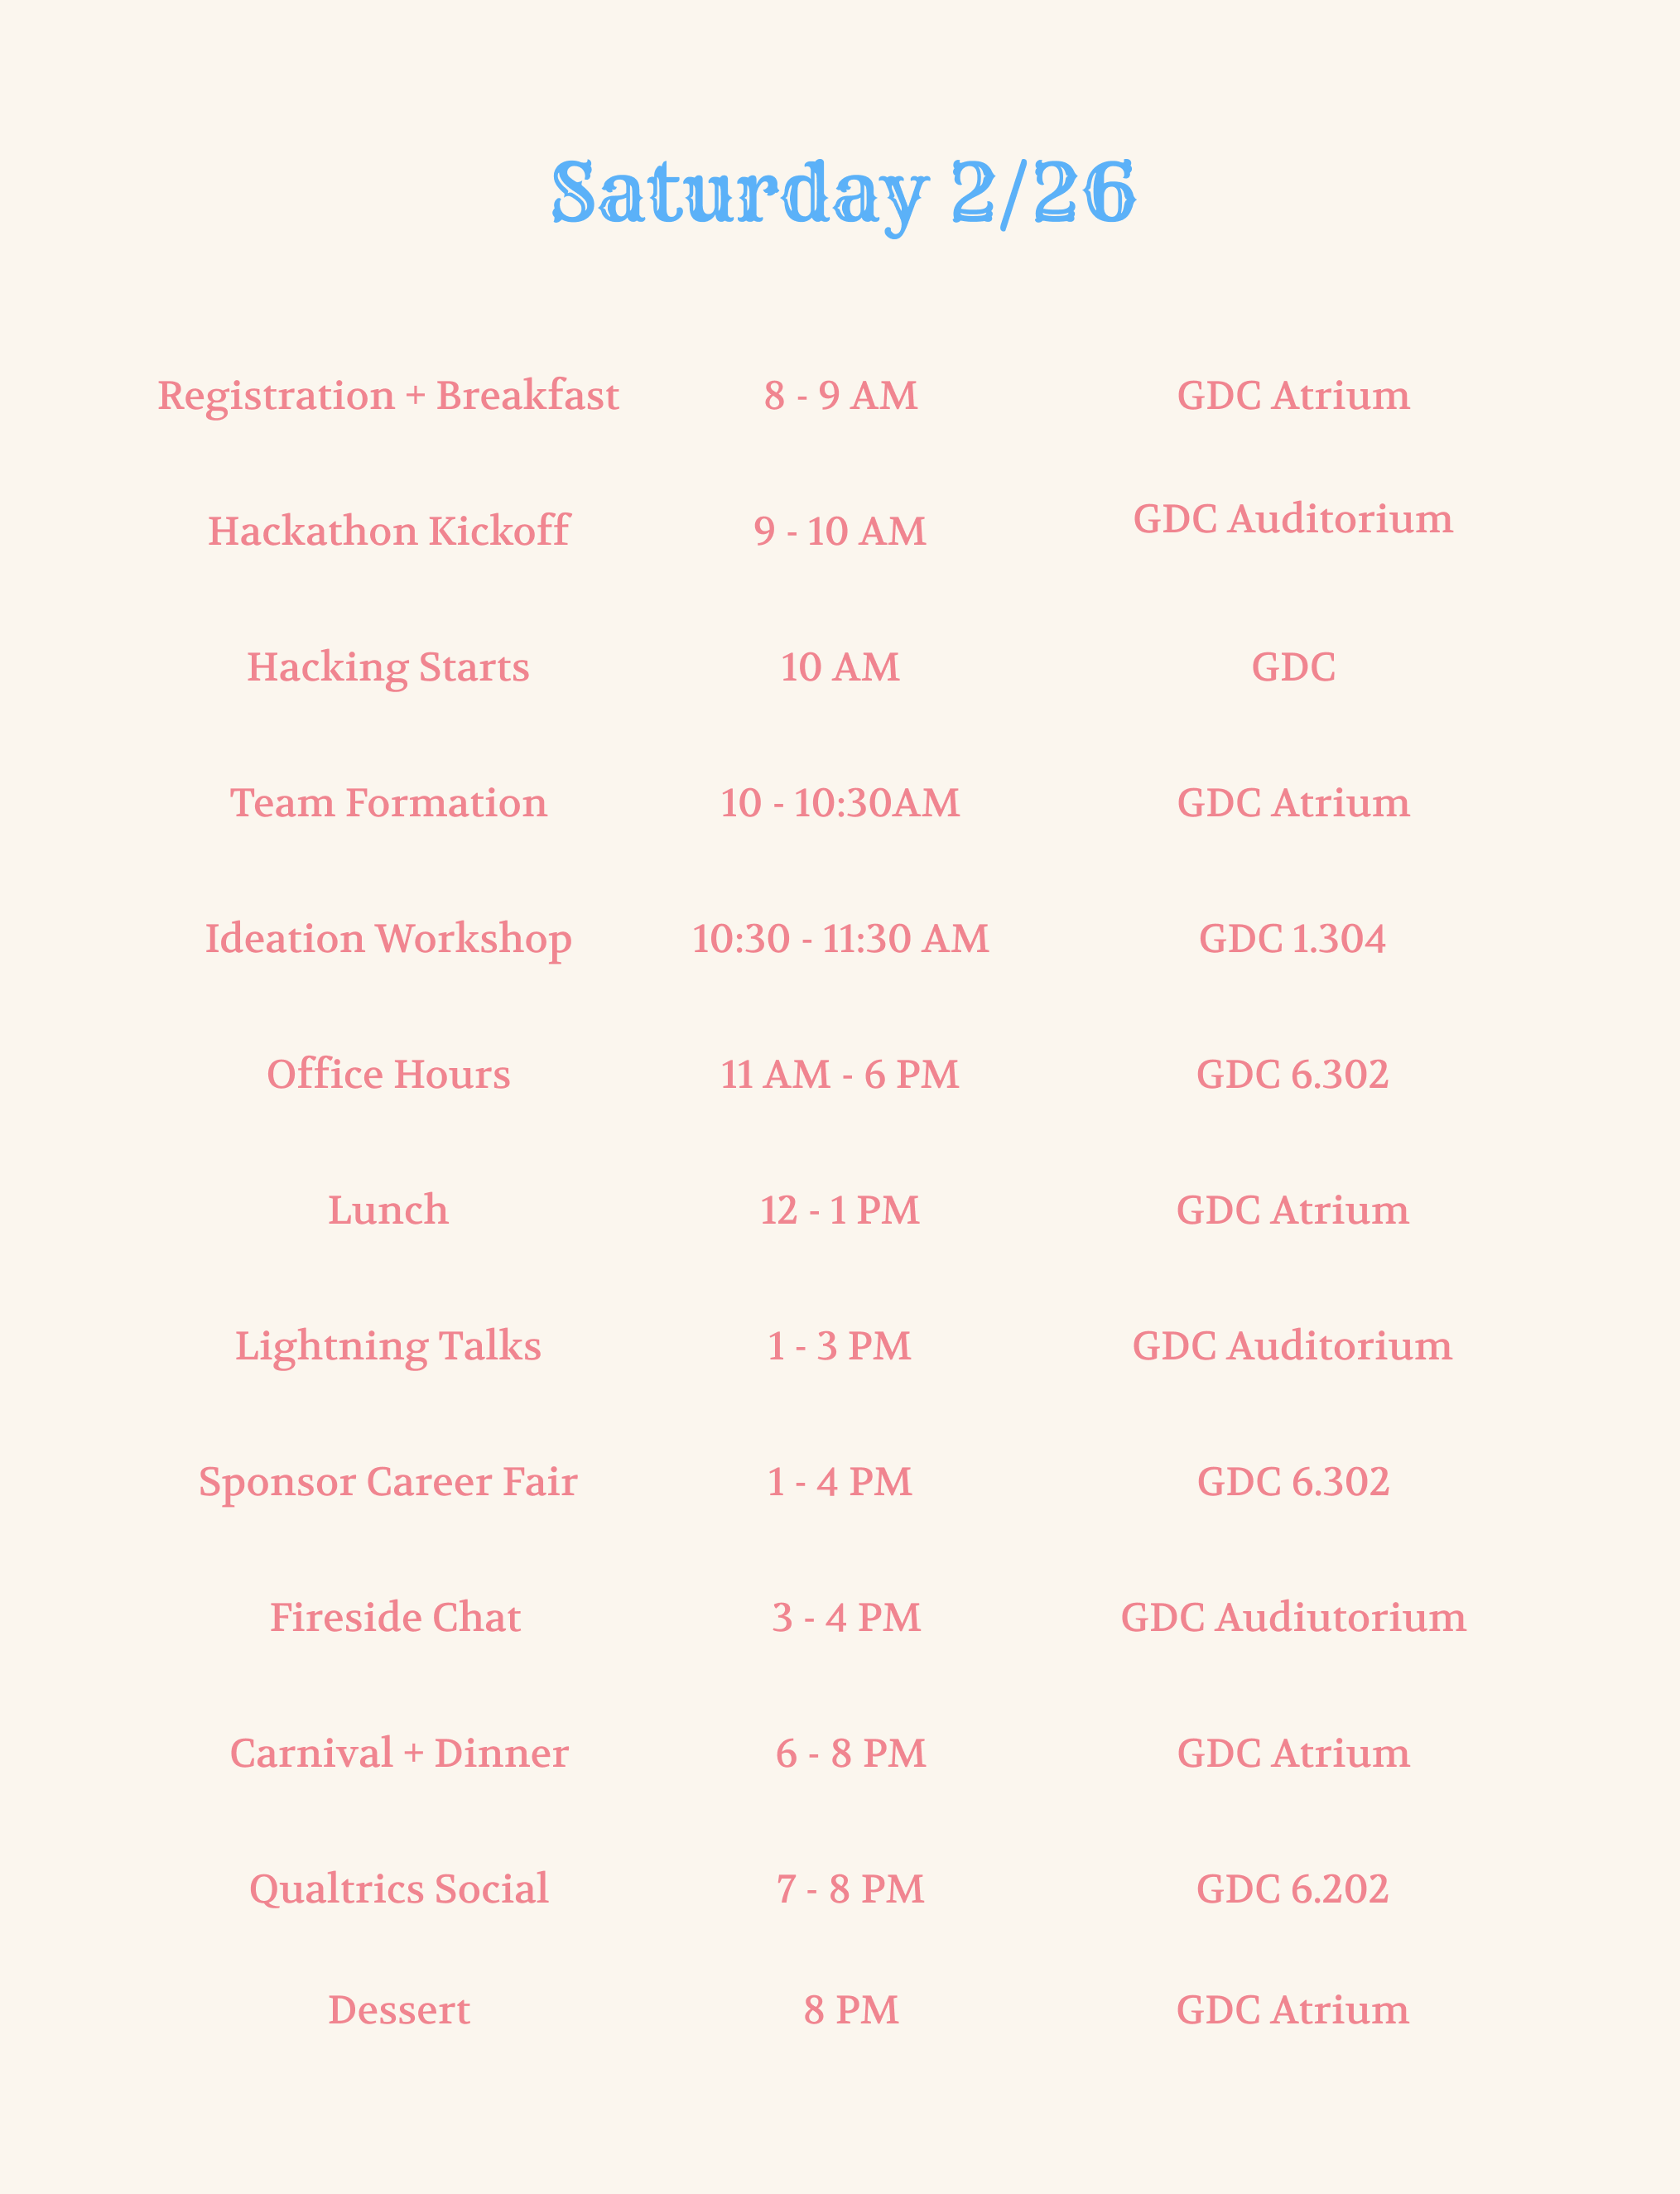 Saturday 2/26
Registration + Breakfast 8 - 9 AM GDC Atrium
Hackathon Kickoff 9 - 10 AM GDC Auditorium
Hacking Starts 10 AM GDC
Team Formation 10 - 10:30AM GDC Atrium
Ideation Workshop 10:30 - 11:30 AM GDC 1.304
Office Hours 11 AM - 6 PM GDC 6.302
Lunch 12 - 1 PM GDC Atrium
Lightning Talks 1 - 3 PM GDC Auditorium
Sponsor Career Fair 1 - 4 PM GDC 6.302
Fireside Chat 3 - 4 PM GDC Audiutorium
Carnival + Dinner 6 - 8 PM GDC Atrium
Qualtrics Social 7 - 8 PM GDC 6.202
Dessert 8 PM GDC Atrium